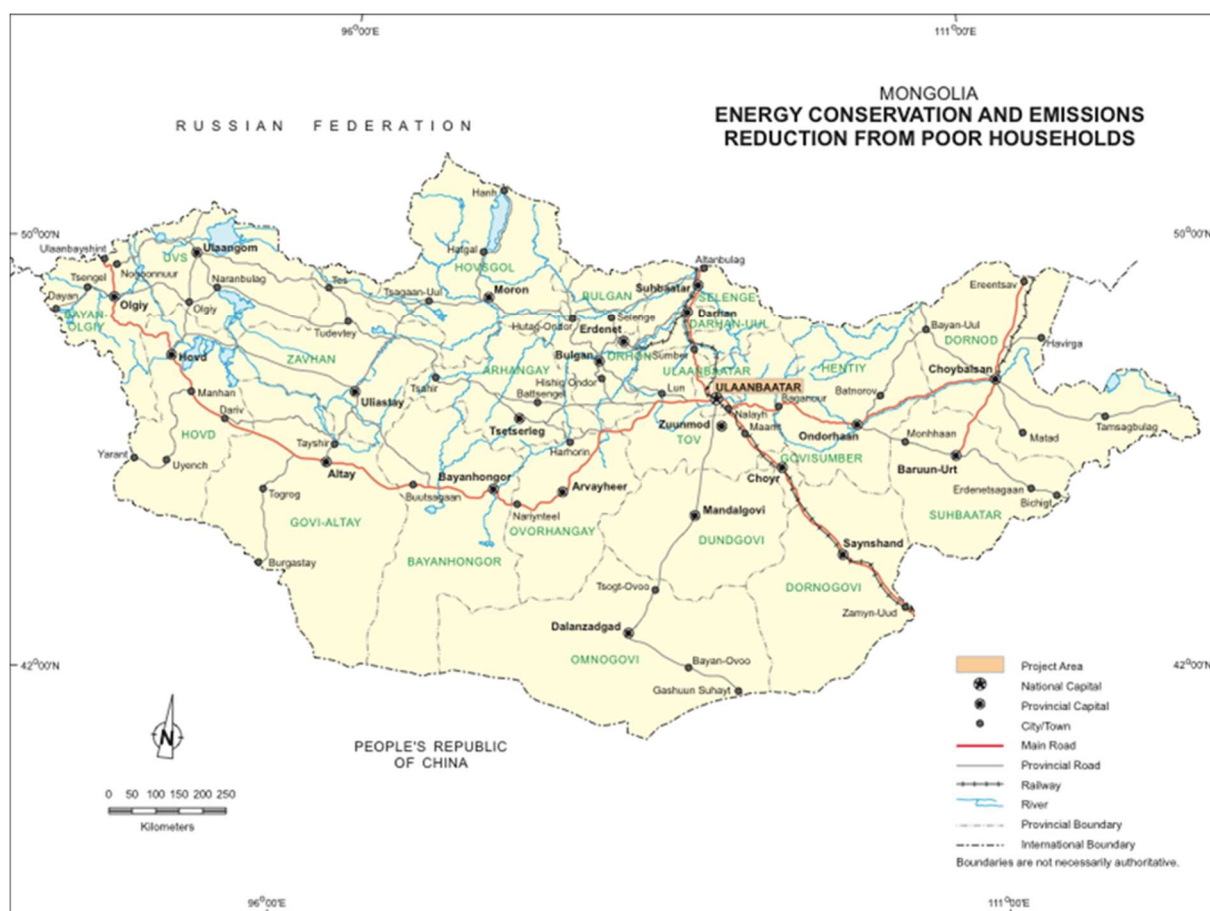 96°00'E
111°00'E
MONGOLIA
ENERGY CONSERVATION AND EMISSIONS
REDUCTION FROM POOR HOUSEHOLDS
RUSSIAN FEDERATION
Hanh
50°00'N
50°00'N
Ulaanbayshint
Ulaangom
UVS
Hatgal
HOVSGOL
Altanbulag
Tsengel
Nogoonnuur
Naranbulag
Tes
Tsagaan-Uul
Moron
BULGAN
Suhbaatar
SELENGE
Ereentsav
Dayan
Olgiy
Olgiy
BAYAN-
OLGIY
Tudevley
Hutag-Ondor
Selenge
Erdenet
Darhan
DARHAN-UUL
Bayan-Uul
DORNOD
Havirga
Hovd
ZAVHAN
Bulgan
ORHON
Sumber
ULAANBAATAR
HENTIY
Choybalsan
ARHANGAY
Tsahir
Hishig Ondor
Battsengel
Lun
ULAANBAATAR
Batnorov
Manhan
Uliastay
Baganour
Nalayh
Dariv
Tsetserleg
Zuunmod
Maamt
Ondorhaan
Tamsagbulag
HOVD
Tayshir
Harhorin
TOV
Monhhaan
Matad
Yarant
Uyench
Altay
Bayanhongor
GOVISUMBER
Baruun-Urt
Choyr
Togrog
Buutsagaan
Arvayheer
Erdenetsagaan
Bichigt
Nariynteel
Mandalgovi
SUHBAATAR
GOVI-ALTAY
OVORHANGAY
DUNDGOVI
Saynshand
Burgastay
BAYANHONGOR
Tsogt-Ovoo
DORNOGOVI
Zamyn-Uud
Dalanzadgad
OMNOGOVI
Bayan-Ovoo
Gashuun Suhayt
42°00'N
42°00'N
N
PEOPLE'S REPUBLIC
OF CHINA
0 50 100 150 200 250
Kilometers
Project Area
National Capital
Provincial Capital
City/Town
Main Road
Provincial Road
Railway
River
Provincial Boundary
International Boundary
Boundaries are not necessarily authoritative.
96°00'E
111°00'E